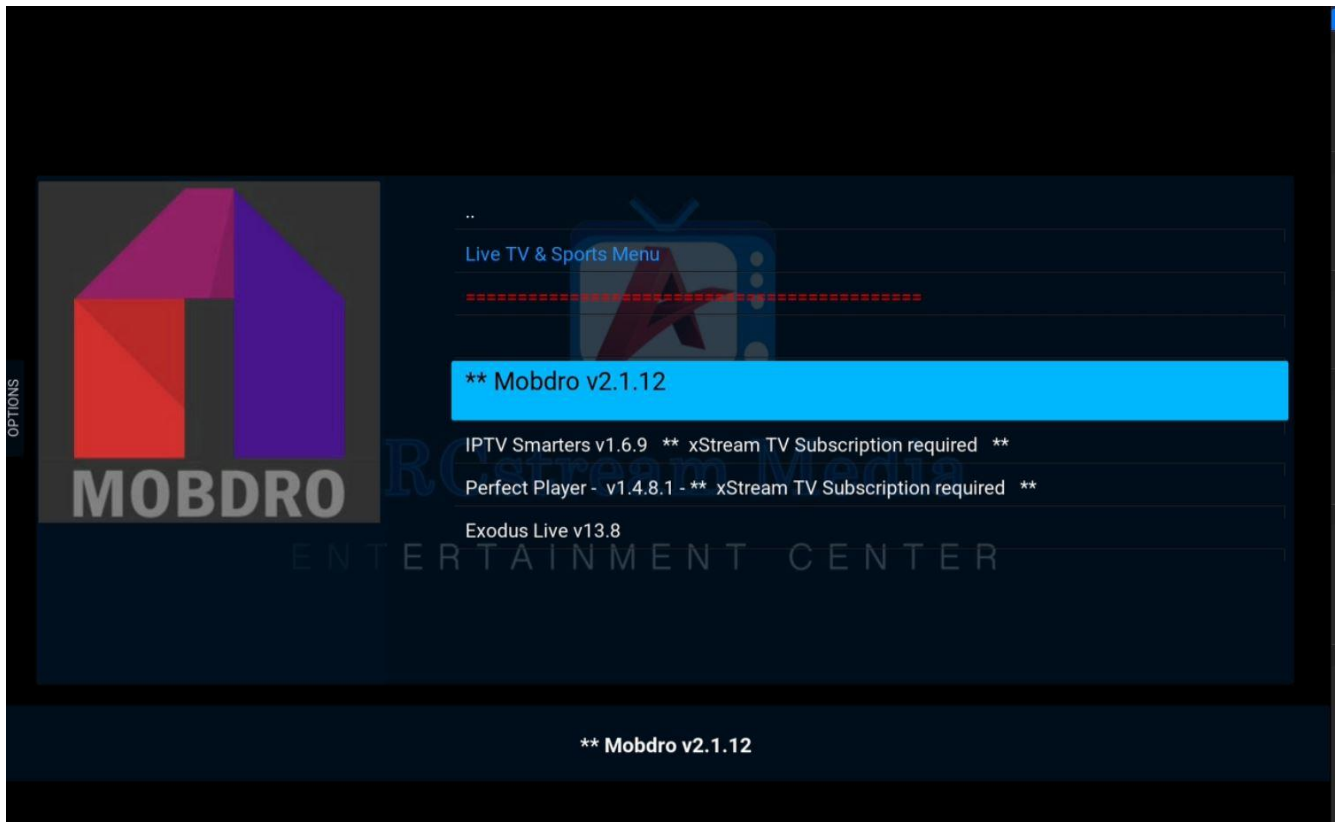 ..
Live TV & Sports Menu
============================================
** Mobdro v2.1.12
IPTV Smarters v1.6.9 ** xStream TV Subscription required **
Perfect Player - v1.4.8.1 - ** xStream TV Subscription required **
Exodus Live v13.8
OPTIONS
MOBDRO
RCstream Media
ENTERTAINMENT CENTER
** Mobdro v2.1.12